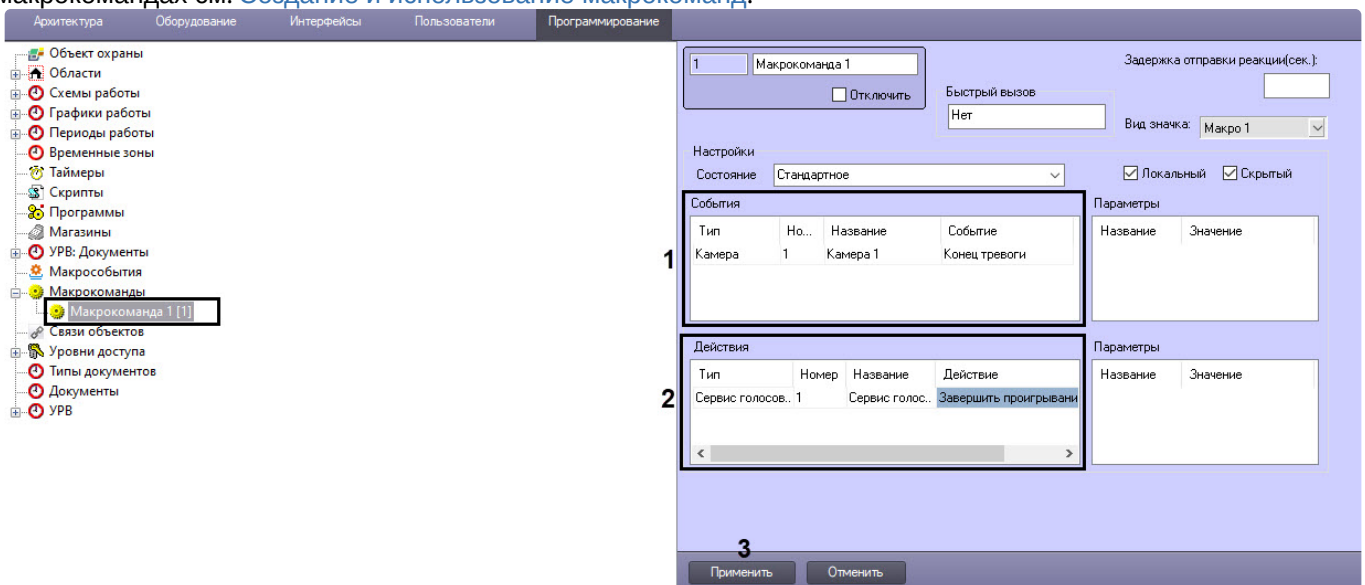 макрокомандах см. Создание и использование макрокоманд.
Архитектура Оборудование Интерфейсы Пользователи Программирование
Объект охраны
Области
Схемы работы
Графики работы
Периоды работы
Временные зоны
Таймеры
Скрипты
Программы
Магазины
УРВ: Документы
Макрособытия
Макрокоманды
Макрокоманда 1 [1]
Связи объектов
Уровни доступа
Типы документов
Документы
УРВ
1 Макрокоманда 1
Отключить
Быстрый вызов
Нет
Задержка отправки реакции(сек.):
Вид значка: Макро 1
Настройки
Состояние Стандартное
Локальный Скрытый
1
События
Тип Но... Название Событие
Камера 1 Камера 1 Конец тревоги
Параметры
Название Значение
2
Действия
Тип Номер Название Действие
Сервис голосов.. 1 Сервис голос.. Завершить проигрывани
Параметры
Название Значение
3
Применить Отменить